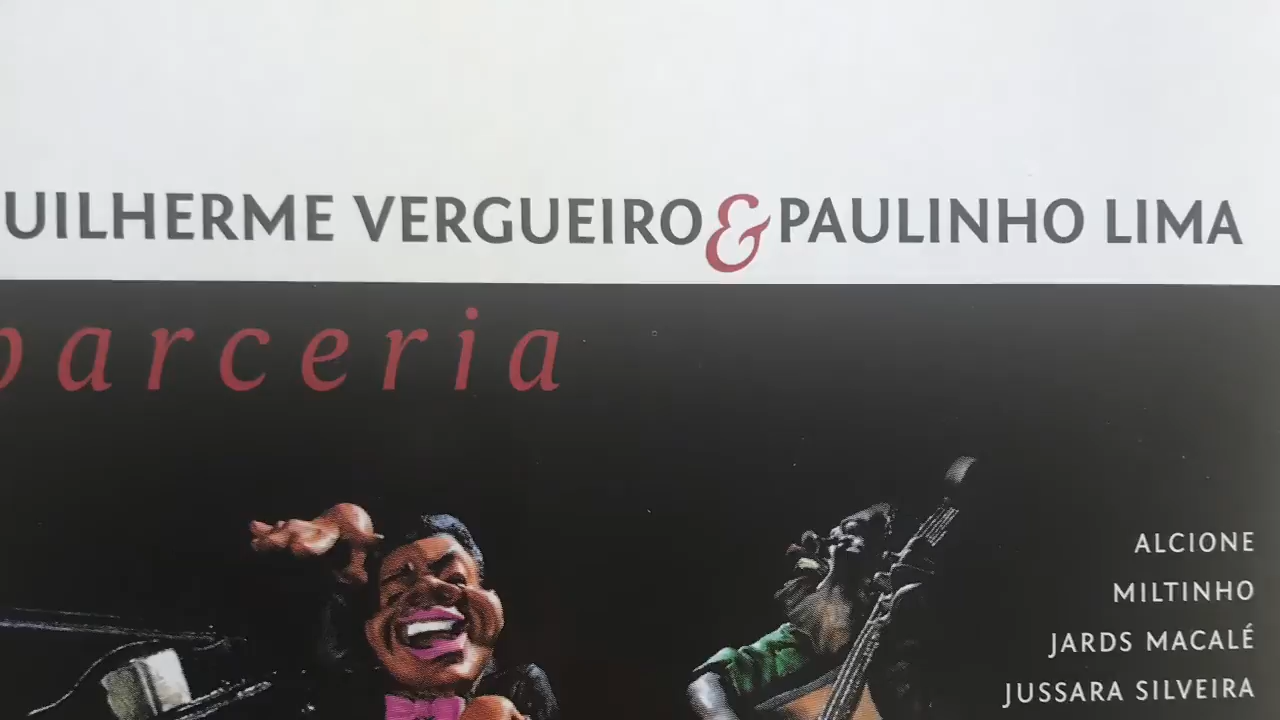 UILHERME VERGUEIRO & PAULINHO LIMA
parceria
ALCIONE
MILTINHO
JARDS MACALÉ
JUSSARA SILVEIRA